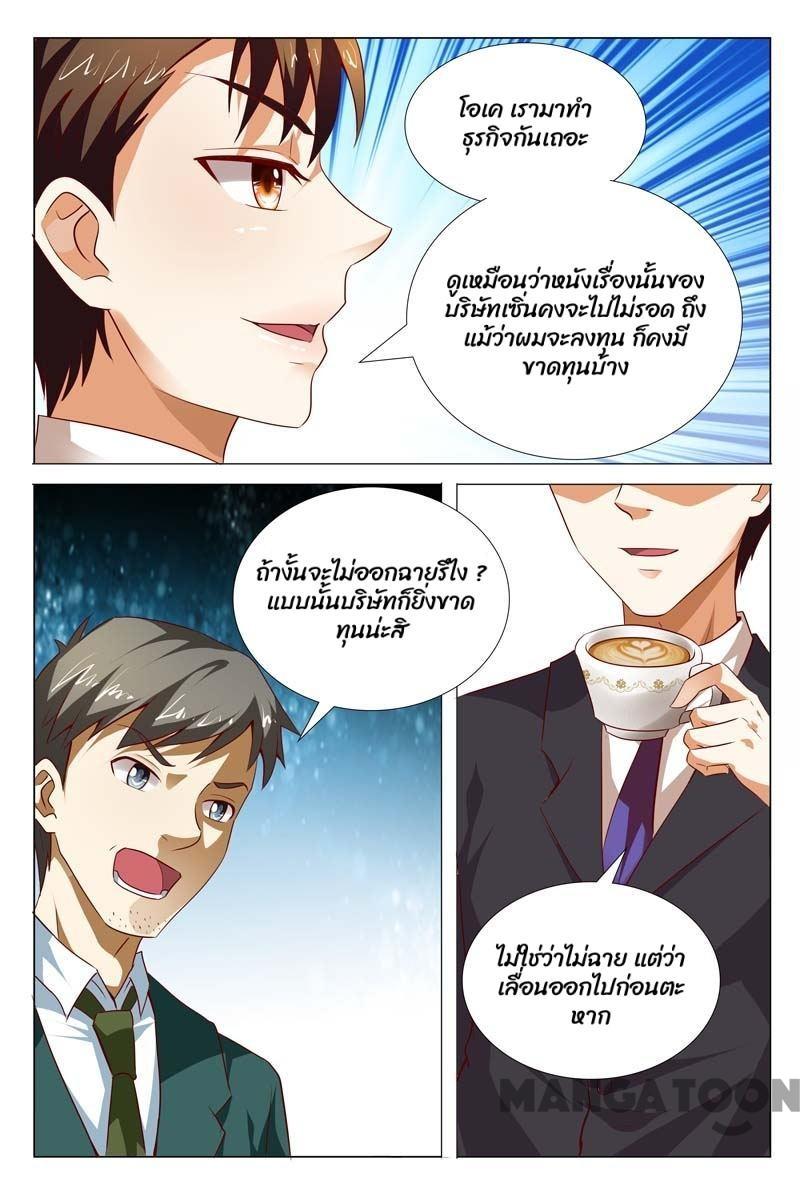 โอเค เรามาทำ
ธุรกิจกันเถอะ
ดูเหมือนว่าหนังเรื่องนั้นของ
บริษัทเซิ่นคงจะไปไม่รอด ถึง
แม้ว่าผมจะลงทุน ก็คงมี
ขาดทุนบ้าง
ถ้างั้นจะไม่ออกฉายรึไง ?
แบบนั้นบริษัทก็ยิ่งขาด
ทุนน่ะสิ
ไม่ใช่ว่าไม่ฉาย แต่ว่า
เลื่อนออกไปก่อนตะ
หาก
MANGATOON